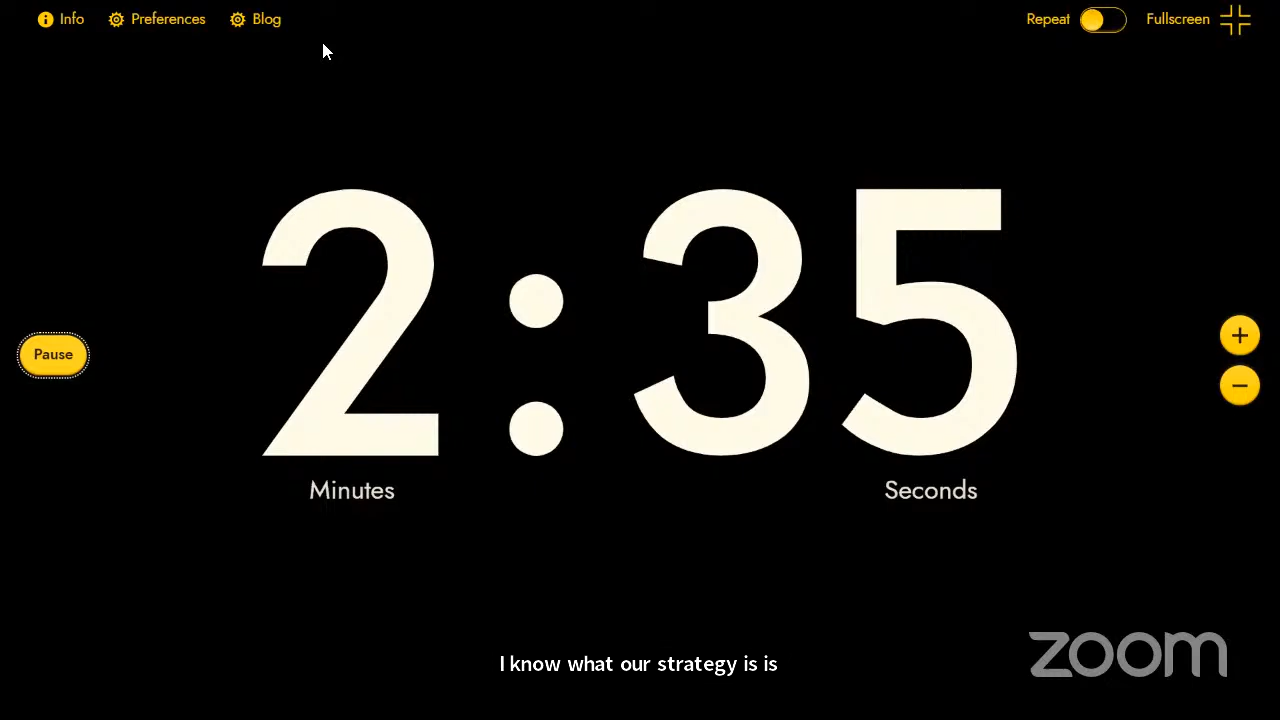 Info Preferences Blog Repeat Fullscreen
2:35
Pause
+
−
Minutes Seconds
I know what our strategy is is
zoom